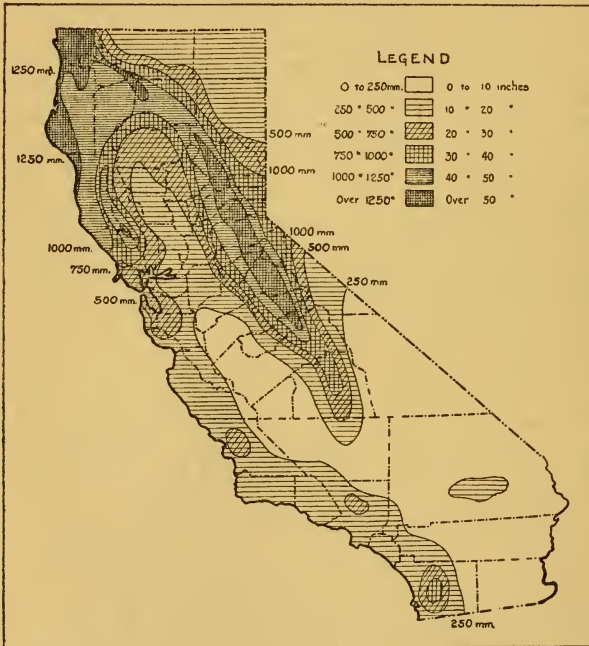 LEGEND
0 to 250mm. 0 to 10 inches
250 " 500 " 10 " 20 "
500 " 750 " 20 " 30 "
750 " 1000 " 30 " 40 "
1000 " 1250 " 40 " 50 "
Over 1250 " Over 50 "
1250 mm.
1250 mm.
1000 mm.
750 mm.
500 mm.
500 mm
1000 mm
1000 mm
500 mm
250 mm
250 mm.